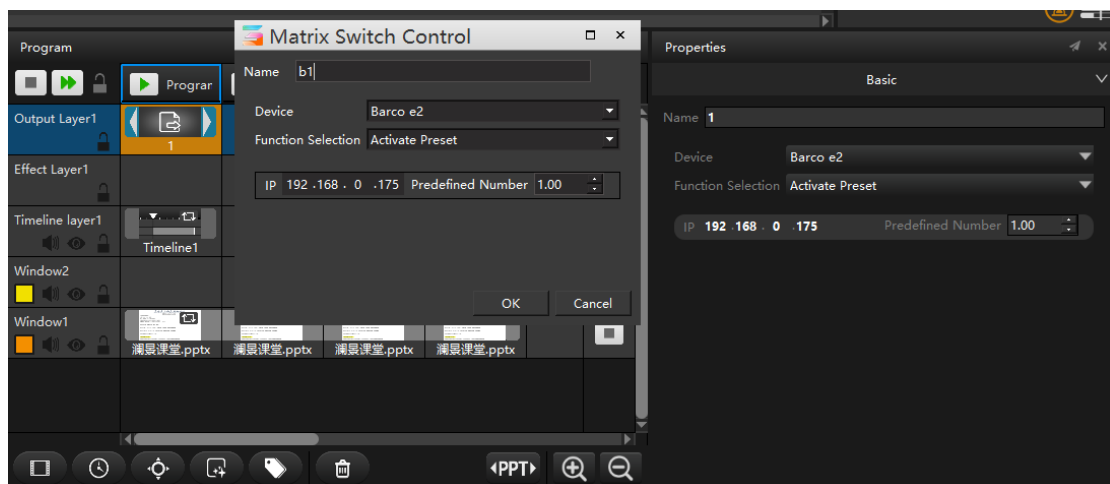 Program
Prograr
Output Layer1
1
Effect Layer1
Timeline layer1
Timeline1
Window2
Window1
澜景课堂.pptx
澜景课堂.pptx
澜景课堂.pptx
澜景课堂.pptx
◂PPT▸
Matrix Switch Control
Name b1
Device Barco e2
Function Selection Activate Preset
IP 192 .168 . 0 .175 Predefined Number 1.00
OK Cancel
Properties
Basic
Name 1
Device Barco e2
Function Selection Activate Preset
IP 192 .168 . 0 .175 Predefined Number 1.00